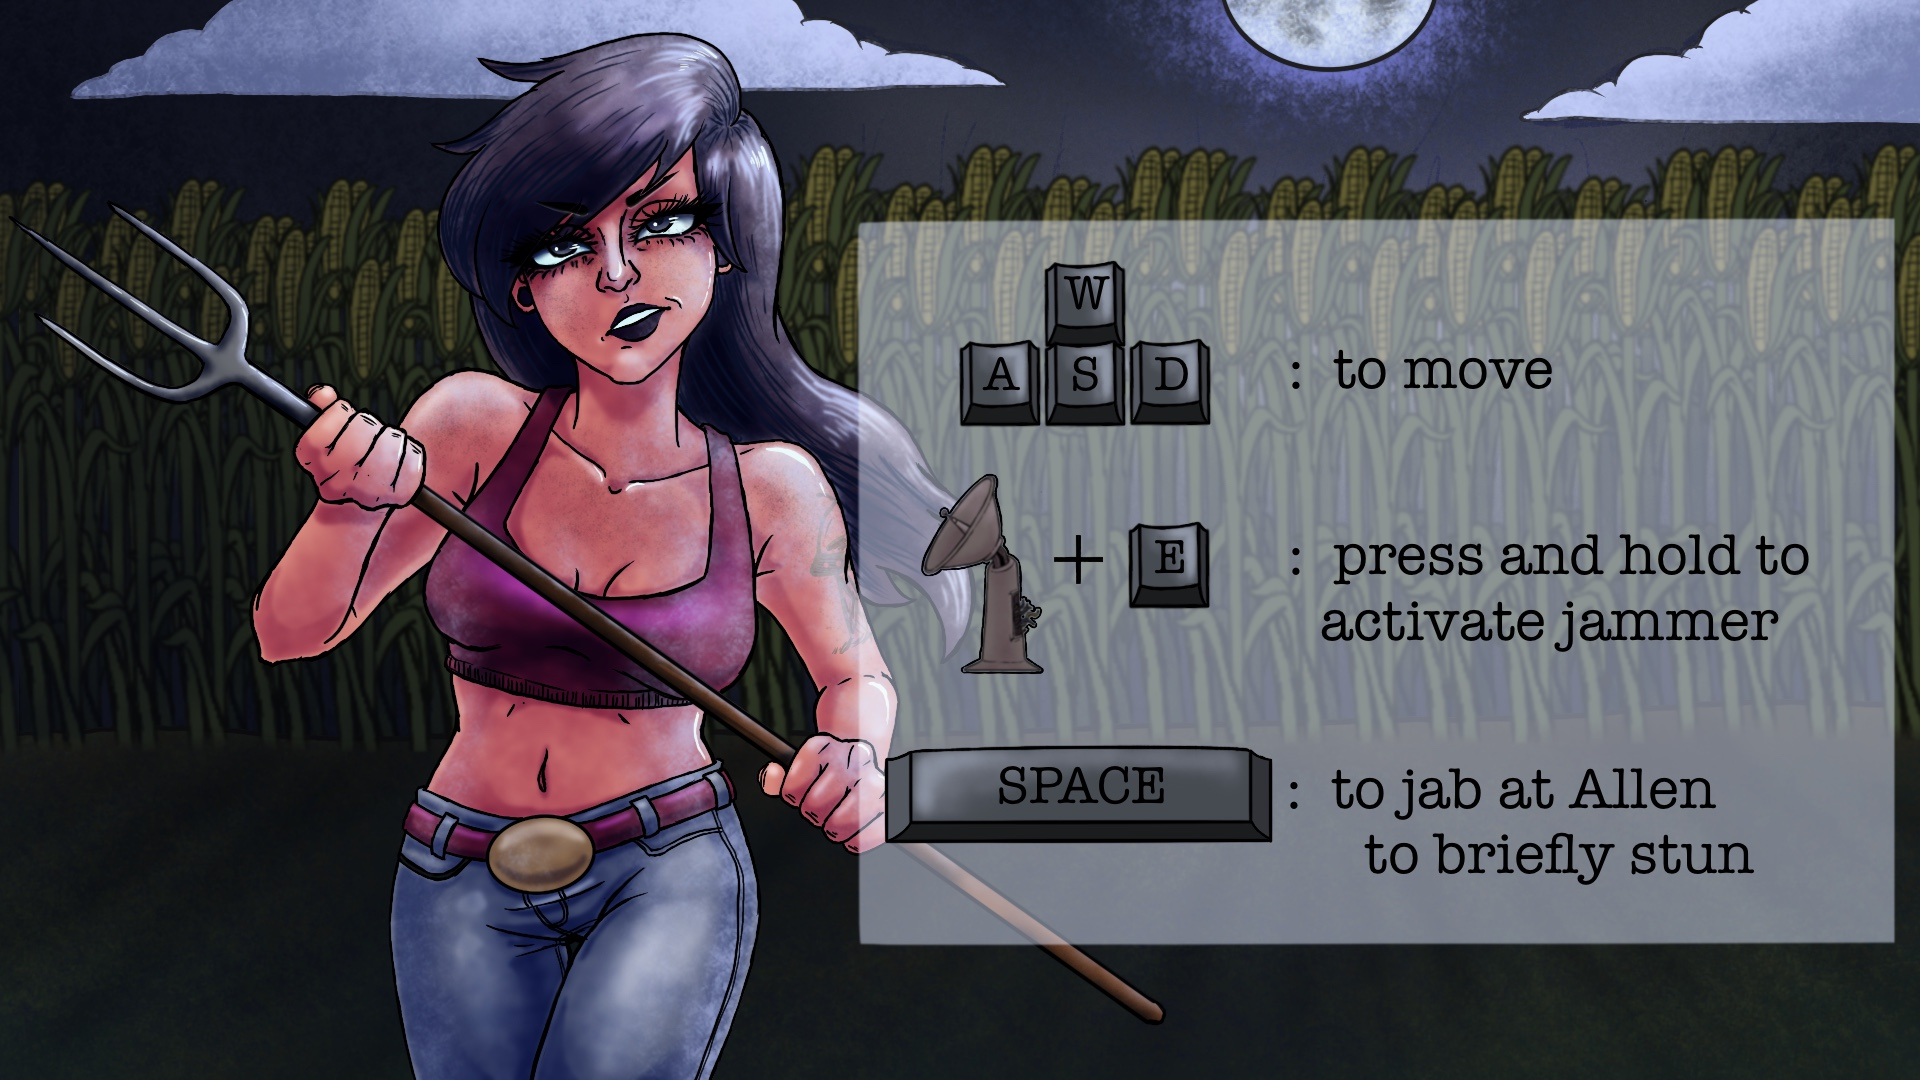 W
A S D : to move
+ E : press and hold to
activate jammer
SPACE : to jab at Allen
to briefly stun